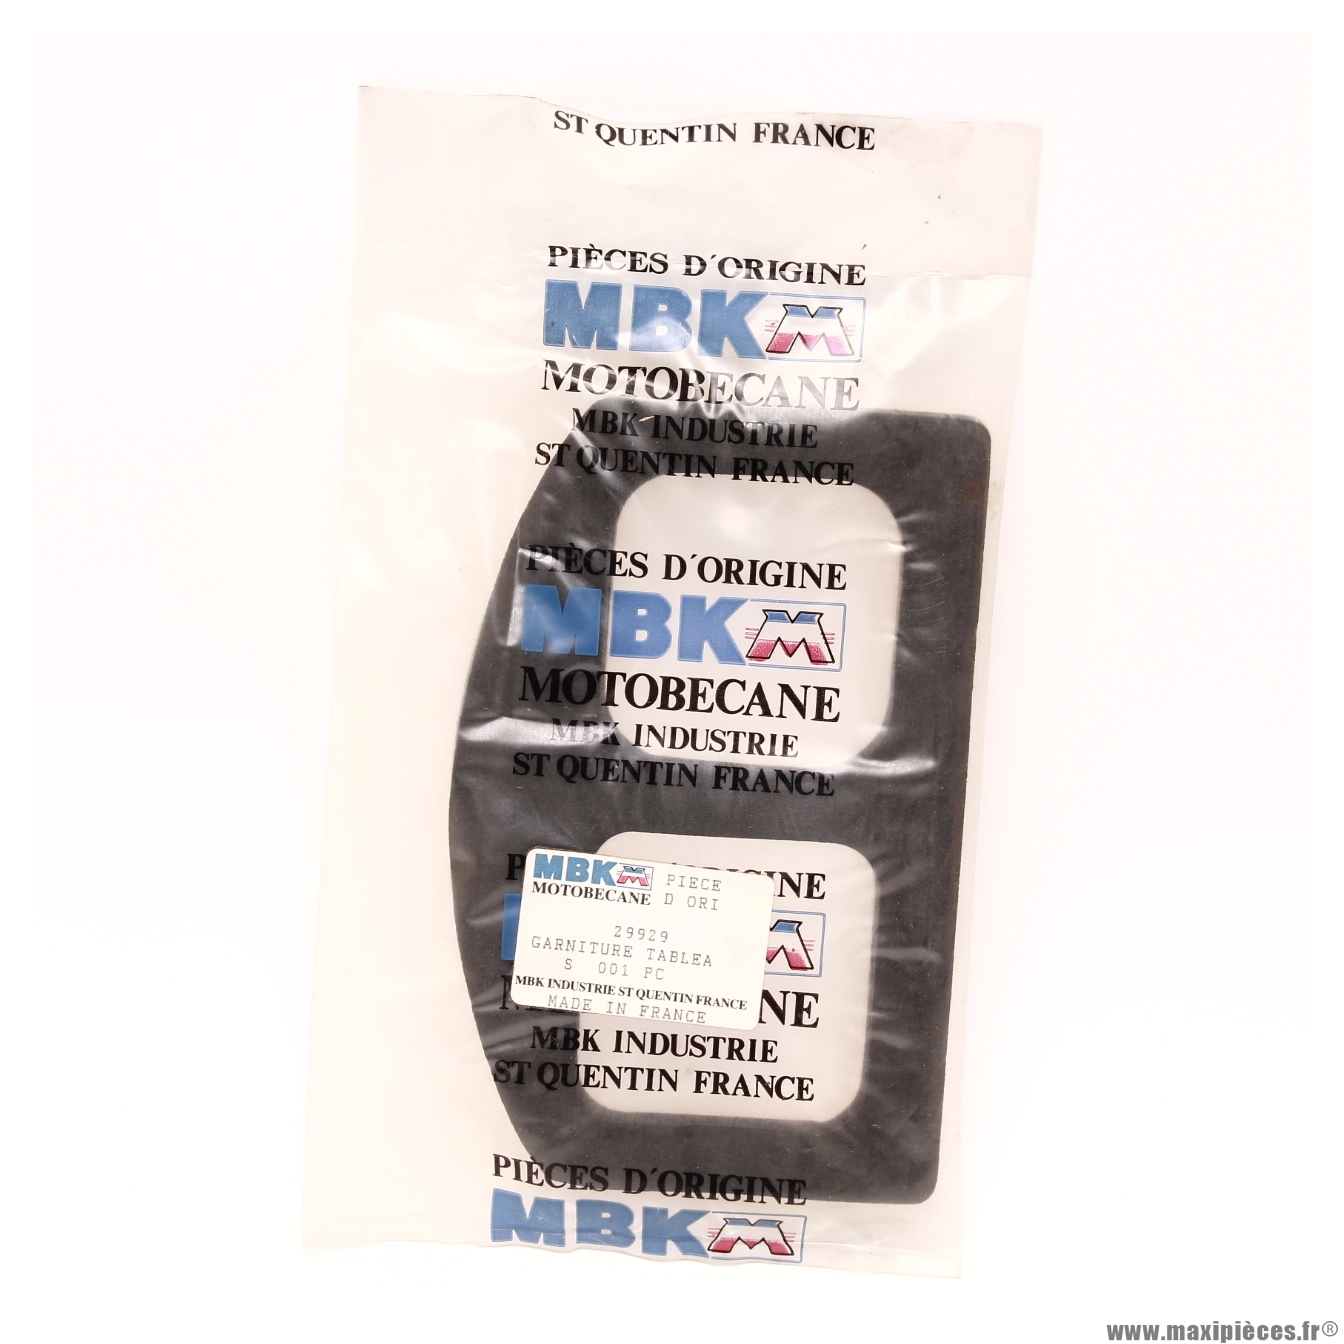 ST QUENTIN FRANCE
PIÈCES D´ORIGINE
MBK M
MOTOBECANE
MBK INDUSTRIE
ST QUENTIN FRANCE
PIÈCES D´ORIGINE
MBK M
MOTOBECANE
MBK INDUSTRIE
ST QUENTIN FRANCE
MBK M PIECE
MOTOBECANE D ORI
29929
GARNITURE TABLEA
S 001 PC
MBK INDUSTRIE ST QUENTIN FRANCE
MADE IN FRANCE
MBK INDUSTRIE
ST QUENTIN FRANCE
PIÈCES D´ORIGINE
MBK M
www.maxipièces.fr®